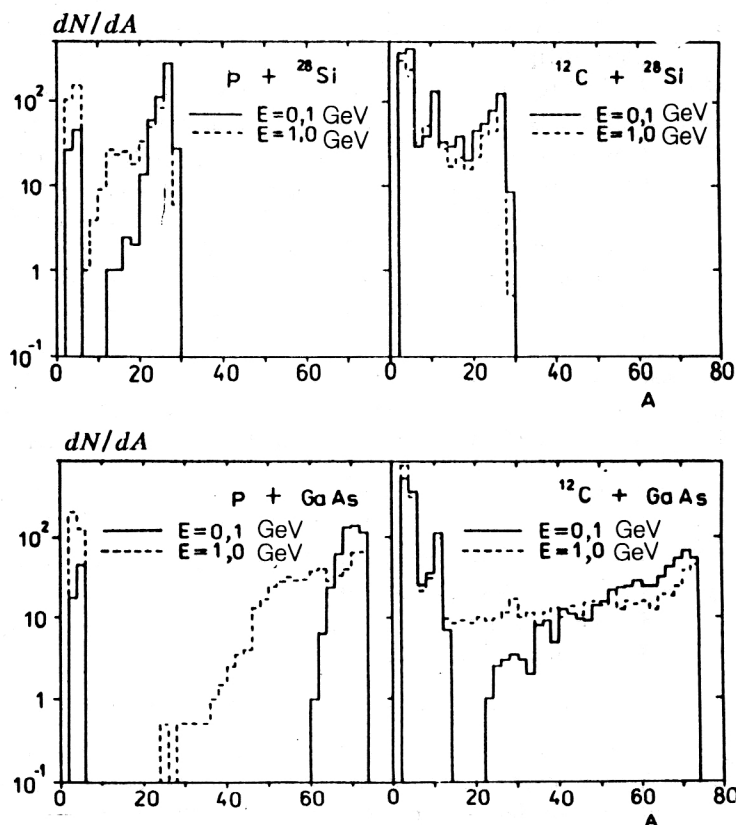 dN/dA
p + ²⁸Si
E=0,1 GeV
E=1,0 GeV
¹²C + ²⁸Si
E=0,1 GeV
E=1,0 GeV
10²
10
1
10⁻¹
0 20 40 60
0 20 40 60 80
A
dN/dA
p + GaAs
E=0,1 GeV
E=1,0 GeV
¹²C + GaAs
E=0,1 GeV
E=1,0 GeV
10²
10
1
10⁻¹
0 20 40 60
0 20 40 60 80
A